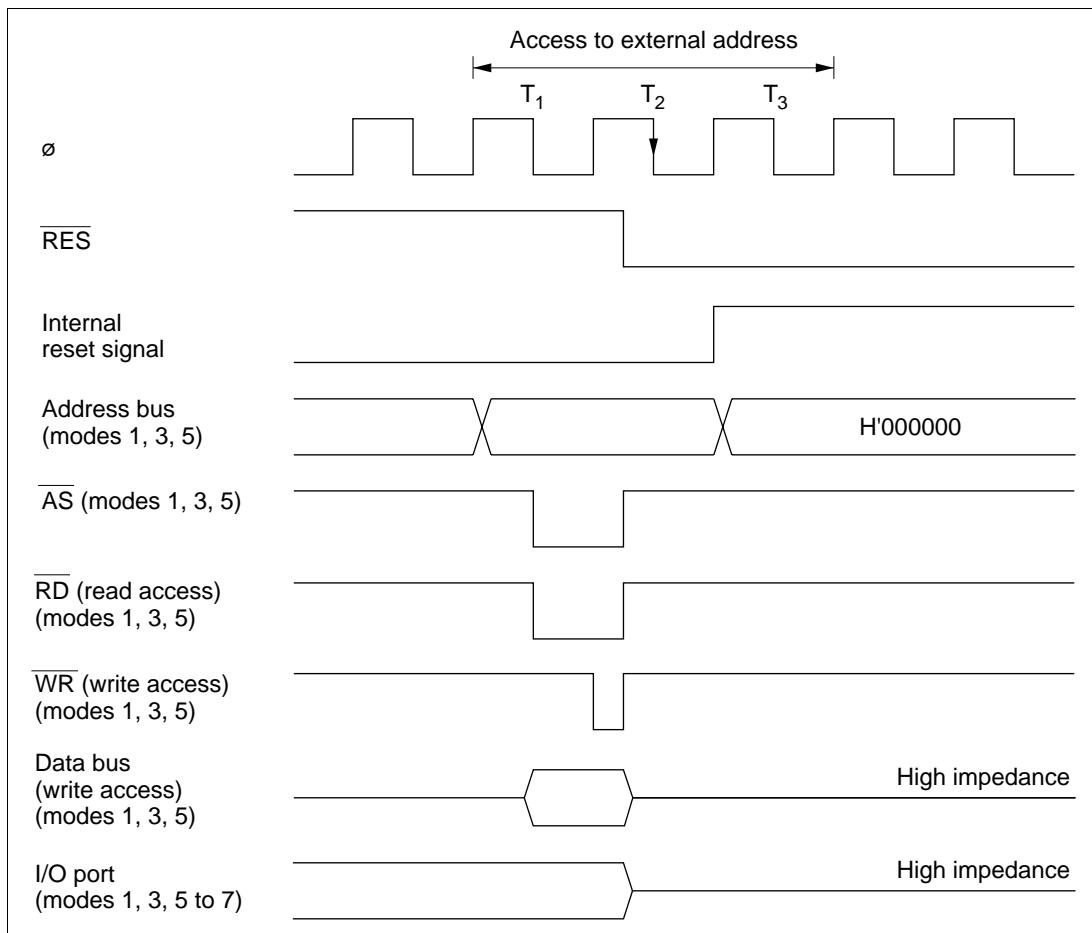 Access to external address
T1 T2 T3
ø
RES
Internal
reset signal
Address bus
(modes 1, 3, 5)
H'000000
AS (modes 1, 3, 5)
RD (read access)
(modes 1, 3, 5)
WR (write access)
(modes 1, 3, 5)
Data bus
(write access)
(modes 1, 3, 5)
High impedance
I/O port
(modes 1, 3, 5 to 7)
High impedance